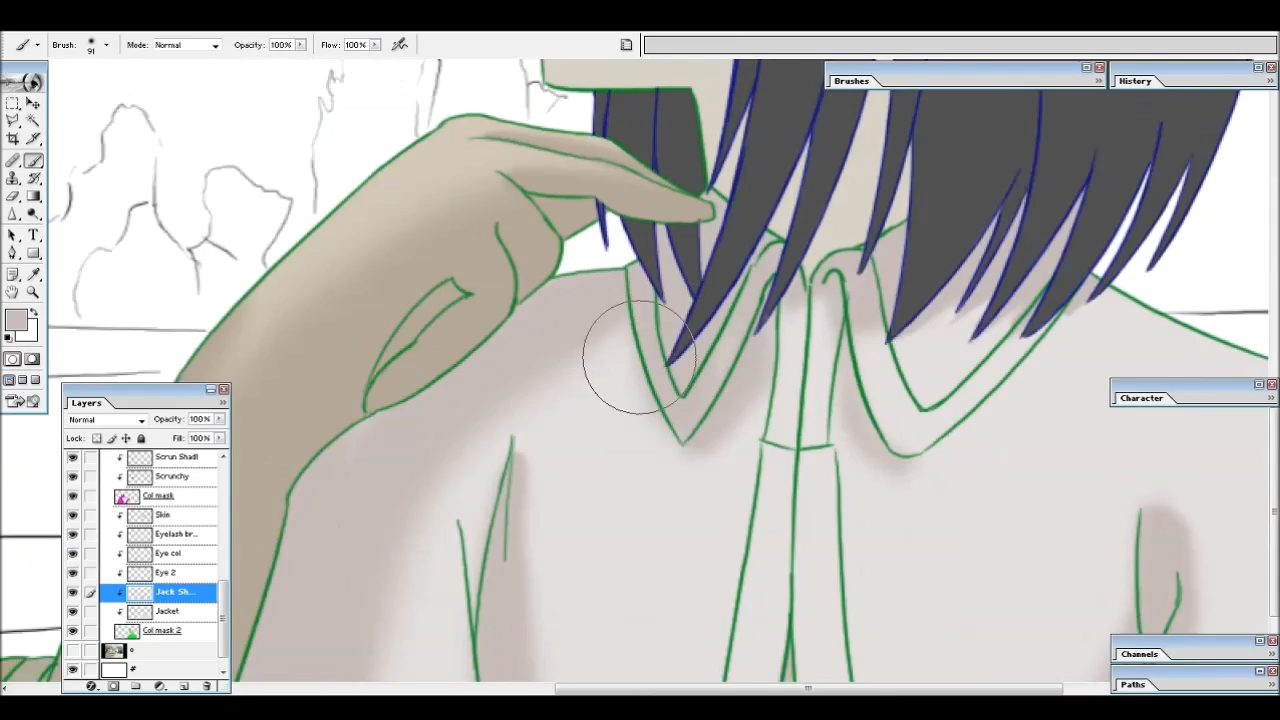 Brush: 91 Mode: Normal Opacity: 100% Flow: 100%
Brushes
History
Layers
Normal Opacity: 100%
Lock: Fill: 100%
Scrun Shadl
Scrunchy
Col mask
Skin
Eyelash br...
Eye col
Eye 2
Jack Sh...
Jacket
Col mask 2
o
#
Character
Channels
Paths